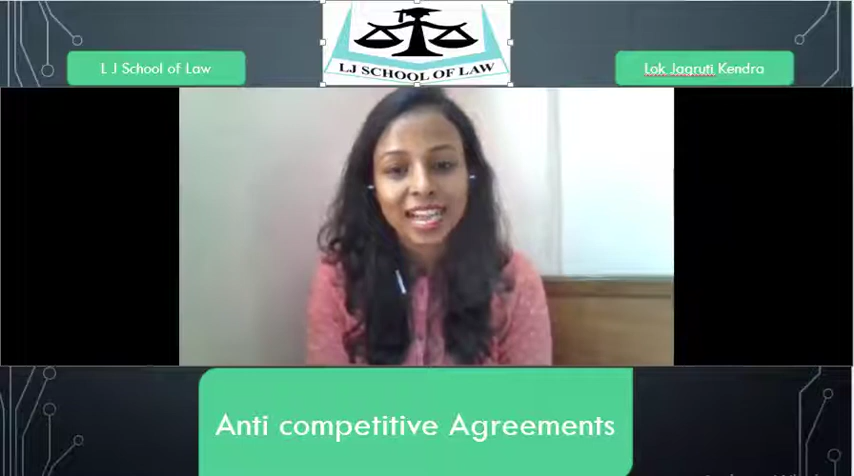 L J School of Law
LJ SCHOOL OF LAW
Lok Jagruti Kendra
Anti competitive Agreements